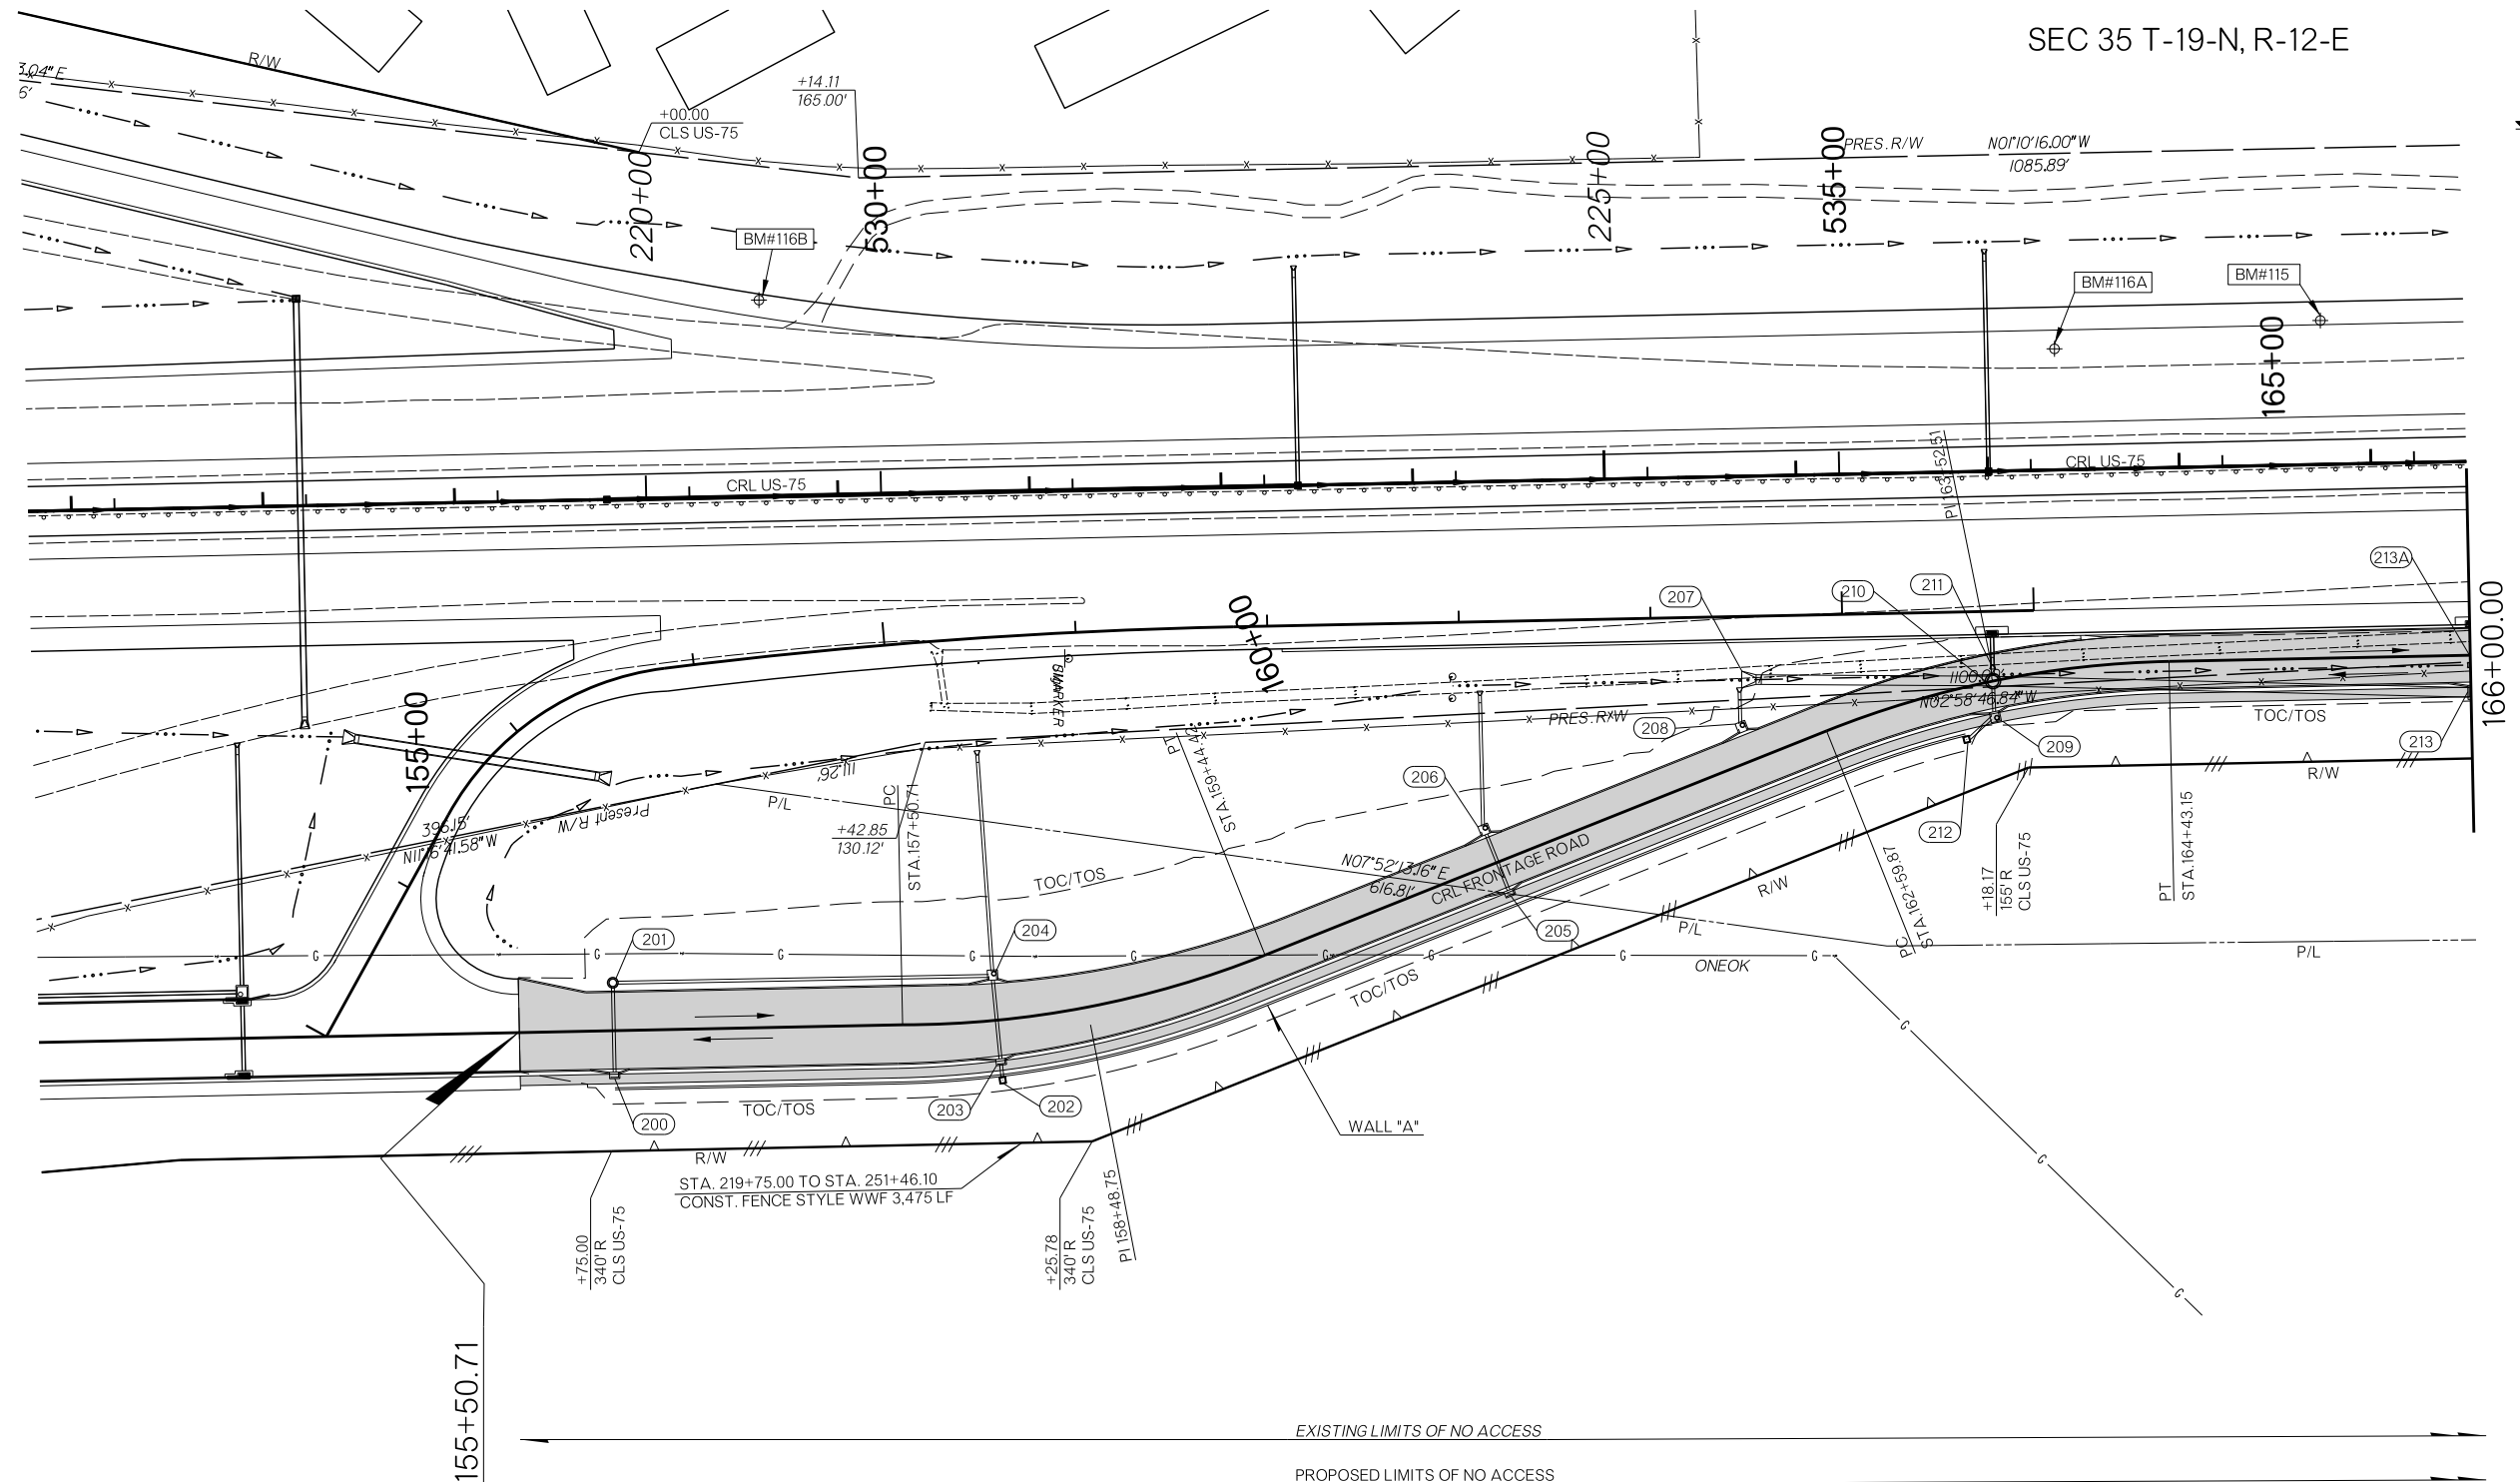 SEC 35 T-19-N, R-12-E
3.04" E
6'
R/W
+14.11
165.00'
+00.00
CLS US-75
220+00
530+00
225+00
535+00
PRES. R/W
N01°10'16.00" W
1085.89'
BM#116B
BM#116A
BM#115
165+00
CRL US-75
CRL US-75
213A
211
210
207
160+00
166+00.00
1100.00'
N02°58'46.84" W
PRES. R/W
TOC/TOS
208
209
213
206
R/W
155+00
111.26'
Present R/W
P/L
396.15'
PC
STA.157+50.71
+42.85
130.12'
PT
TOC/TOS
N07°52'13.16" E
616.81'
CRL FRONTAGE ROAD
212
+18.17
155' R
CLS US-75
PT
STA.164+43.15
R/W
PC
STA.162+59.87
201
204
205
P/L
P/L
G
G
G
G
G
G
G
G
G
ONEOK
TOC/TOS
G
G
G
TOC/TOS
203
202
200
WALL "A"
R/W
STA. 219+75.00 TO STA. 251+46.10
CONST. FENCE STYLE WWF 3,475 LF
+75.00
340' R
CLS US-75
+25.78
340' R
CLS US-75
PI 158+48.75
155+50.71
EXISTING LIMITS OF NO ACCESS
PROPOSED LIMITS OF NO ACCESS